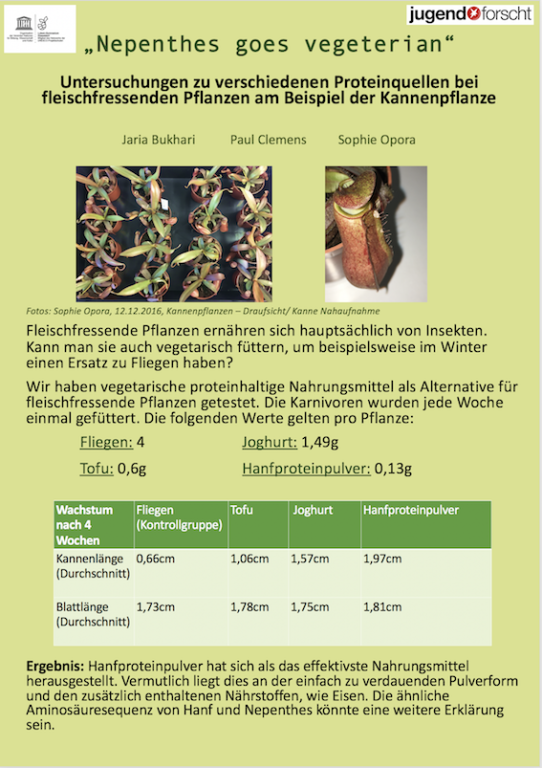 jugend forscht
„Nepenthes goes vegeterian“
Untersuchungen zu verschiedenen Proteinquellen bei
fleischfressenden Pflanzen am Beispiel der Kannenpflanze
Jaria Bukhari Paul Clemens Sophie Opora
Fotos: Sophie Opora, 12.12.2016, Kannenpflanzen – Draufsicht/ Kanne Nahaufnahme
Fleischfressende Pflanzen ernähren sich hauptsächlich von Insekten.
Kann man sie auch vegetarisch füttern, um beispielsweise im Winter
einen Ersatz zu Fliegen haben?
Wir haben vegetarische proteinhaltige Nahrungsmittel als Alternative für
fleischfressende Pflanzen getestet. Die Karnivoren wurden jede Woche
einmal gefüttert. Die folgenden Werte gelten pro Pflanze:
Fliegen: 4 Joghurt: 1,49g
Tofu: 0,6g Hanfproteinpulver: 0,13g
Wachstum Fliegen Tofu Joghurt Hanfproteinpulver
nach 4 (Kontrollgruppe)
Wochen
Kannenlänge 0,66cm 1,06cm 1,57cm 1,97cm
(Durchschnitt)
Blattlänge 1,73cm 1,78cm 1,75cm 1,81cm
(Durchschnitt)
Ergebnis: Hanfproteinpulver hat sich als das effektivste Nahrungsmittel
herausgestellt. Vermutlich liegt dies an der einfach zu verdauenden Pulverform
und den zusätzlich enthaltenen Nährstoffen, wie Eisen. Die ähnliche
Aminosäuresequenz von Hanf und Nepenthes könnte eine weitere Erklärung
sein.